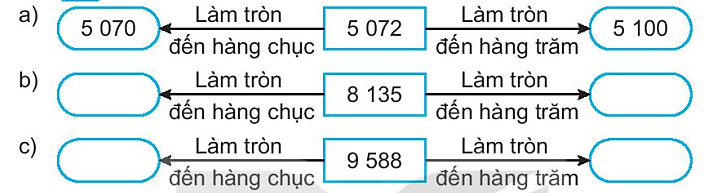 a) 5 070 Làm tròn đến hàng chục 5 072 Làm tròn đến hàng trăm 5 100
b) Làm tròn đến hàng chục 8 135 Làm tròn đến hàng trăm
c) Làm tròn đến hàng chục 9 588 Làm tròn đến hàng trăm